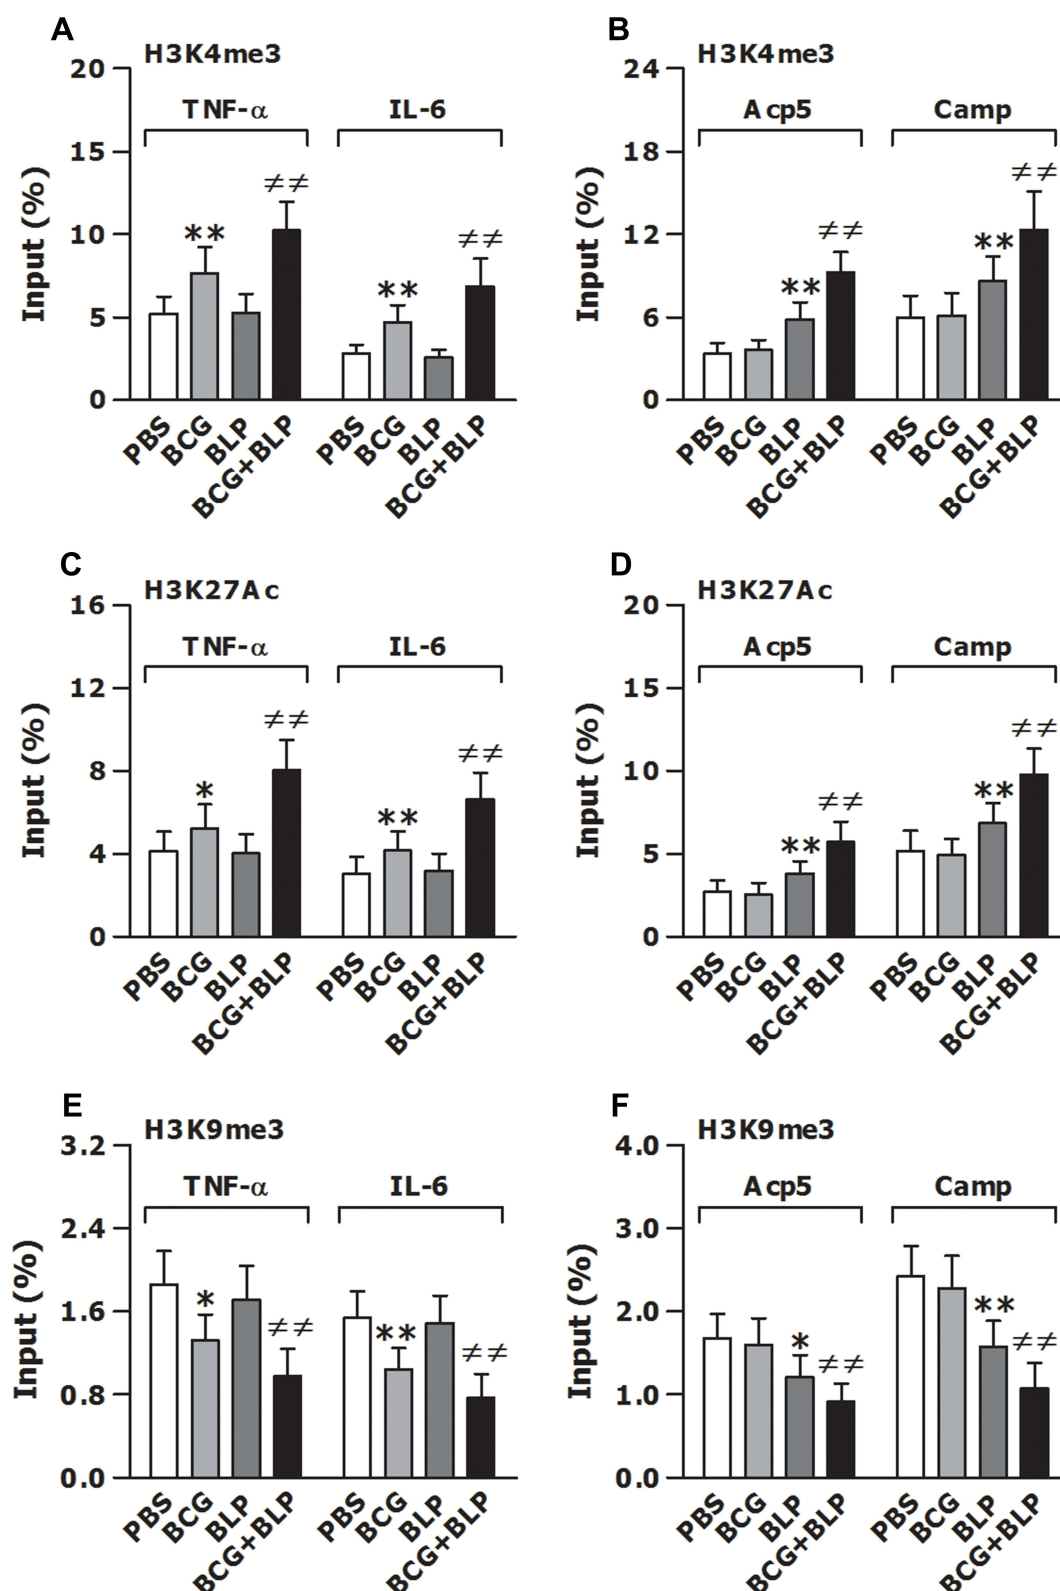 A
H3K4me3
TNF-α IL-6
Input (%)
20
15
10
5
0
** ≠≠ ** ≠≠
PBS BCG BLP BCG+BLP PBS BCG BLP BCG+BLP
B
H3K4me3
Acp5 Camp
Input (%)
24
18
12
6
0
** ≠≠ ** ≠≠
PBS BCG BLP BCG+BLP PBS BCG BLP BCG+BLP
C
H3K27Ac
TNF-α IL-6
Input (%)
16
12
8
4
0
* ≠≠ ** ≠≠
PBS BCG BLP BCG+BLP PBS BCG BLP BCG+BLP
D
H3K27Ac
Acp5 Camp
Input (%)
20
15
10
5
0
** ≠≠ ** ≠≠
PBS BCG BLP BCG+BLP PBS BCG BLP BCG+BLP
E
H3K9me3
TNF-α IL-6
Input (%)
3.2
2.4
1.6
0.8
0.0
* ≠≠ ** ≠≠
PBS BCG BLP BCG+BLP PBS BCG BLP BCG+BLP
F
H3K9me3
Acp5 Camp
Input (%)
4.0
3.0
2.0
1.0
0.0
* ≠≠ ** ≠≠
PBS BCG BLP BCG+BLP PBS BCG BLP BCG+BLP